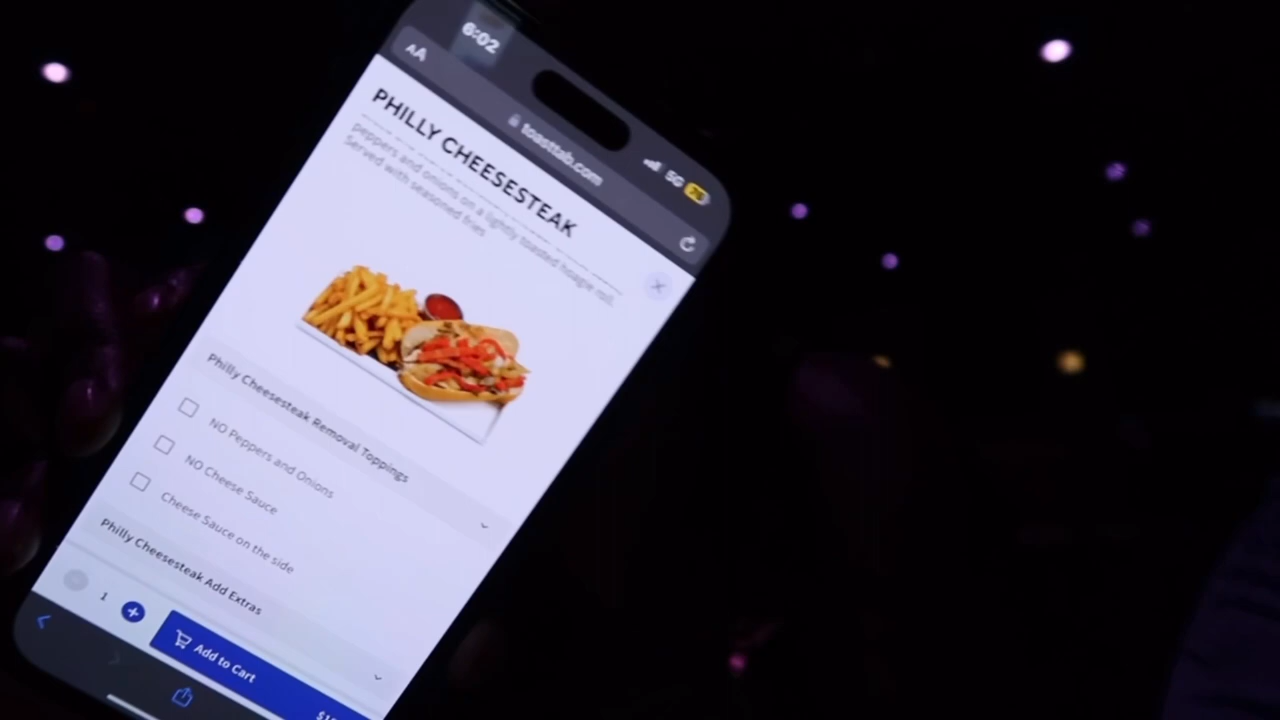 6:02
5G
AA
toasttab.com
PHILLY CHEESESTEAK
peppers and onions on a lightly toasted hoagie roll.
Served with seasoned fries
Philly Cheesesteak Removal Toppings
NO Peppers and Onions
NO Cheese Sauce
Cheese Sauce on the side
Philly Cheesesteak Add Extras
1
Add to Cart